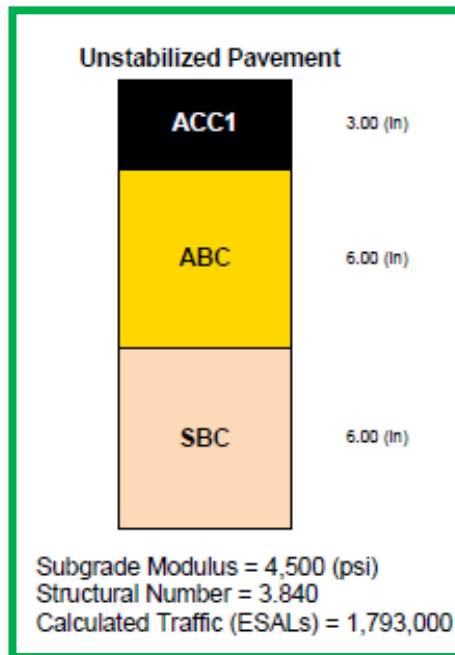 Unstabilized Pavement
ACC1 3.00 (in)
ABC 6.00 (in)
SBC 6.00 (in)
Subgrade Modulus = 4,500 (psi)
Structural Number = 3.840
Calculated Traffic (ESALs) = 1,793,000